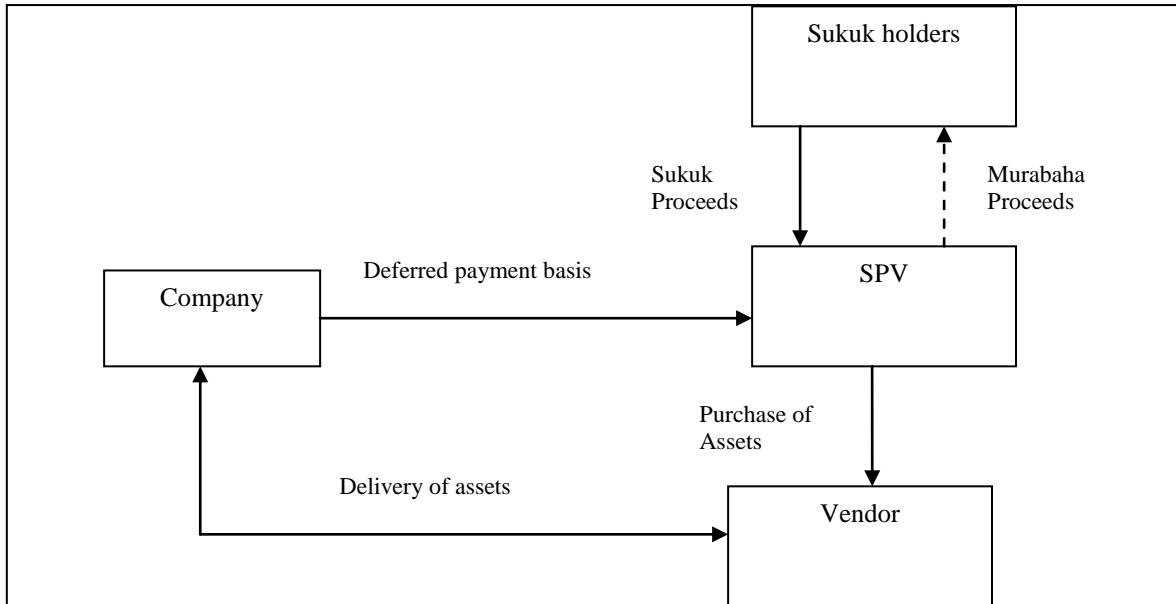 Sukuk holders
Sukuk
Proceeds
Murabaha
Proceeds
Deferred payment basis
SPV
Company
Purchase of
Assets
Delivery of assets
Vendor